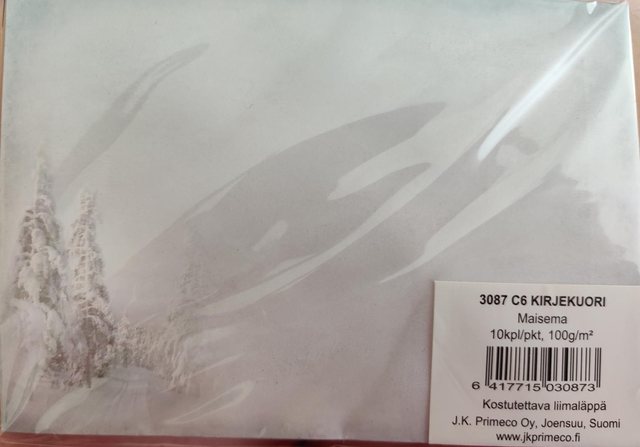 3087 C6 KIRJEKUORI
Maisema
10kpl/pkt, 100g/m²
6 417715 030873
Kostutettava liimaläppä
J.K. Primeco Oy, Joensuu, Suomi
www.jkprimeco.fi